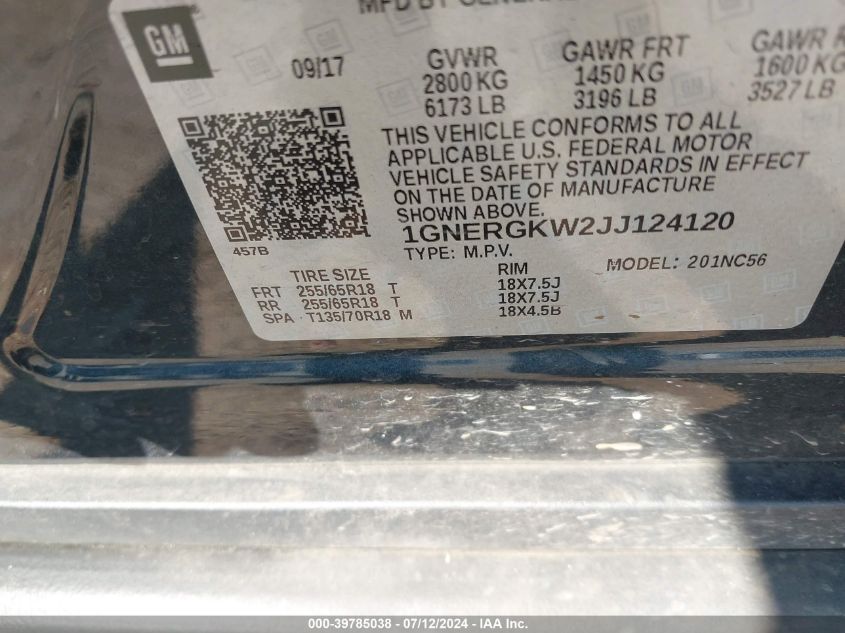 MFD BY GENERAL
GM
09/17
GVWR GAWR FRT GAWR
2800 KG 1450 KG 1600 KG
6173 LB 3196 LB 3527 LB
THIS VEHICLE CONFORMS TO ALL
APPLICABLE U.S. FEDERAL MOTOR
VEHICLE SAFETY STANDARDS IN EFFECT
ON THE DATE OF MANUFACTURE
SHOWN ABOVE.
1GNERGKW2JJ124120
457B
TYPE: M.P.V. MODEL: 201NC56
TIRE SIZE RIM
FRT 255/65R18 T 18X7.5J
RR 255/65R18 T 18X7.5J
SPA T135/70R18 M 18X4.5B
000-39785038 - 07/12/2024 - IAA Inc.